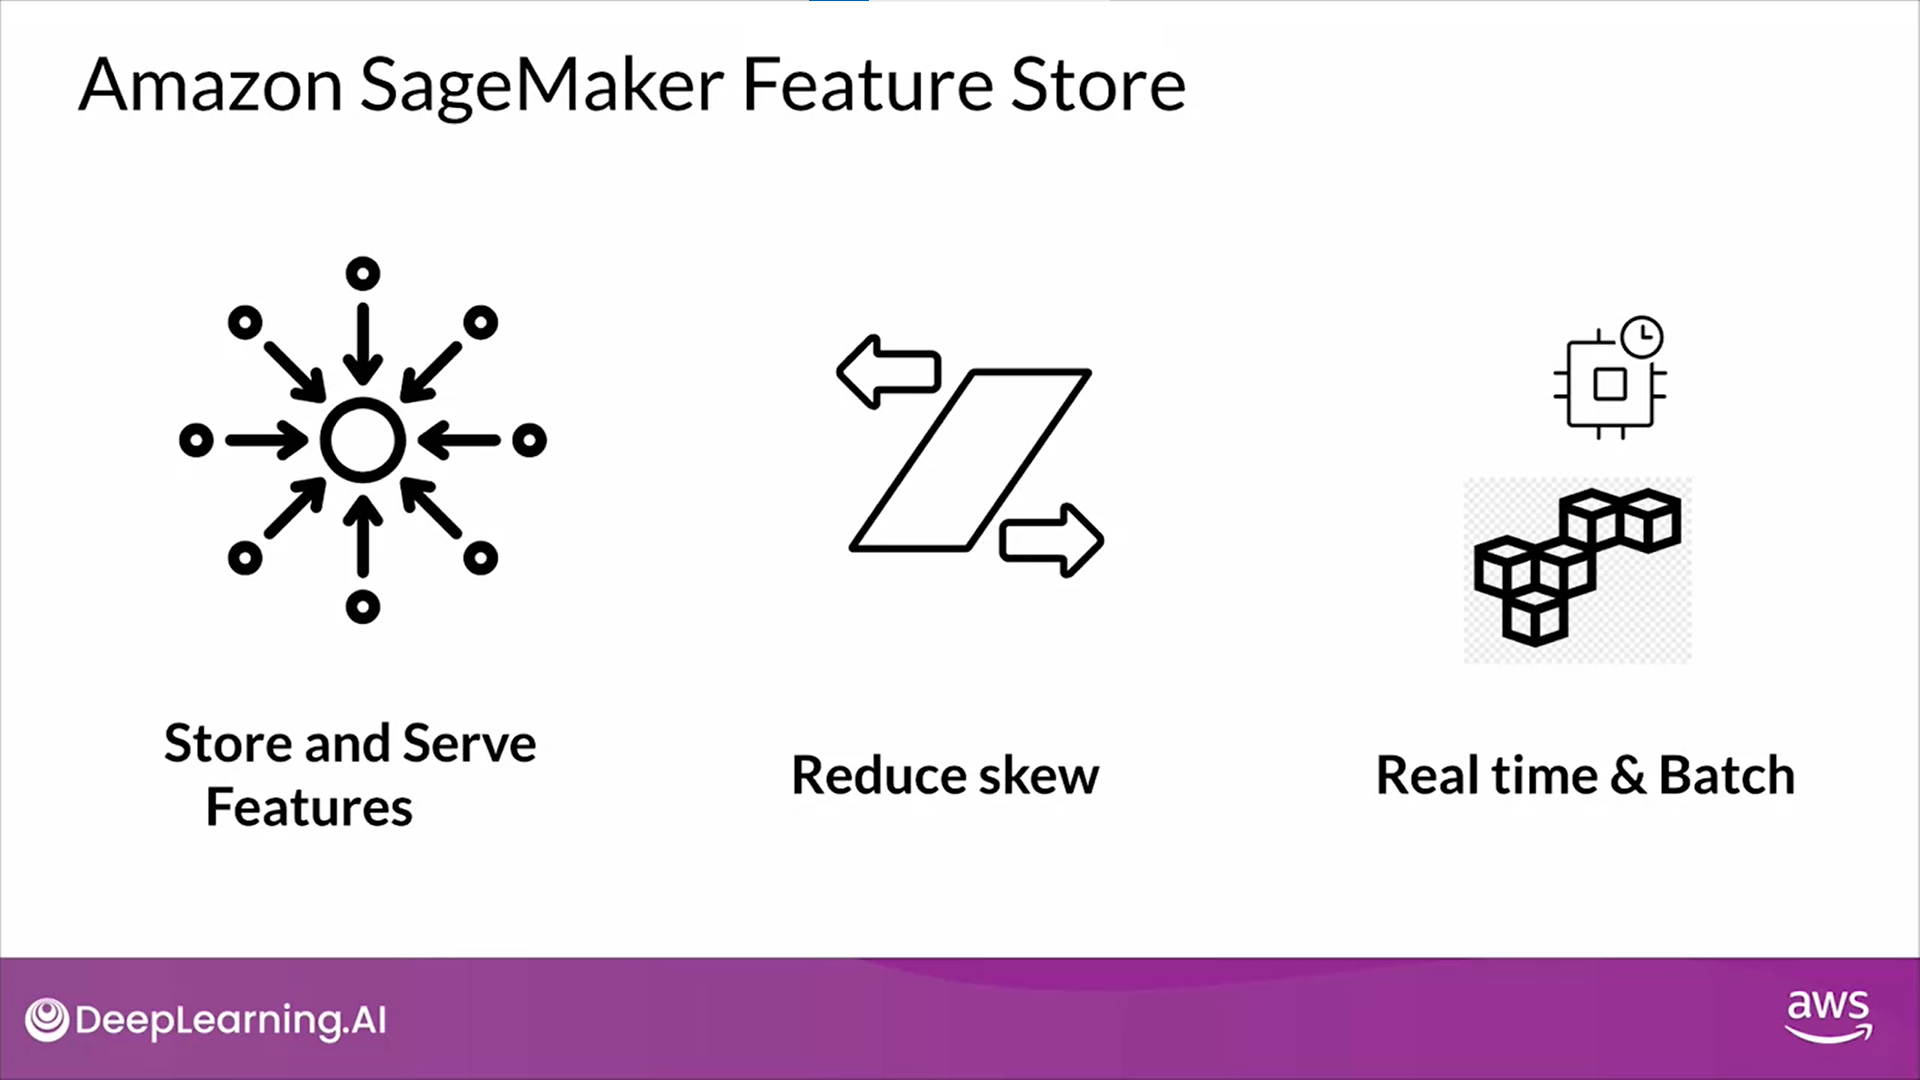 Amazon SageMaker Feature Store
Store and Serve
Features
Reduce skew
Real time & Batch
DeepLearning.AI
aws